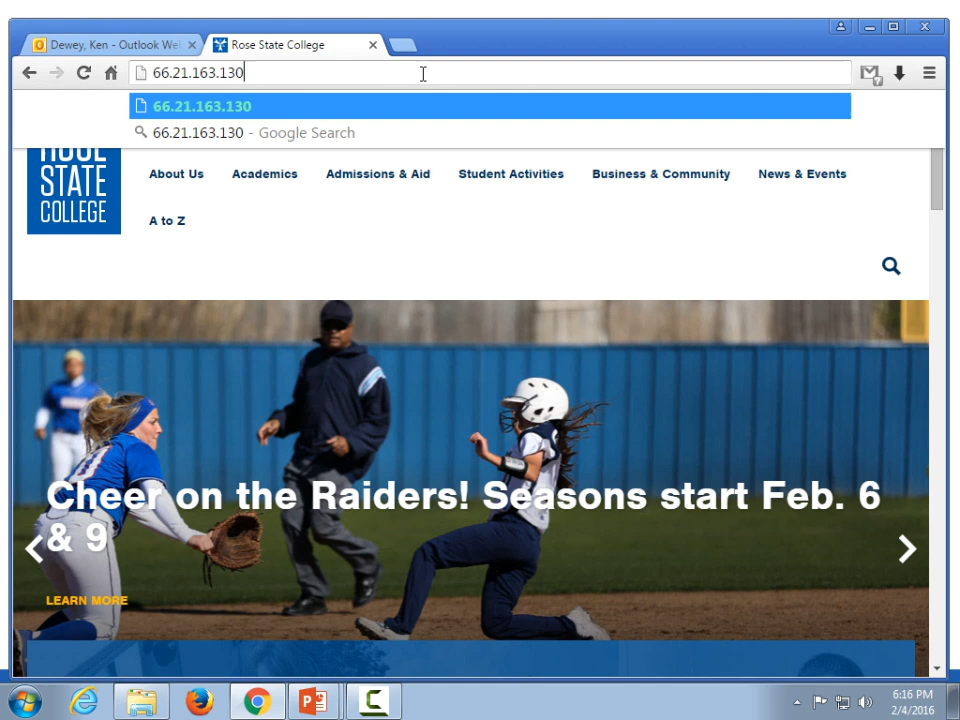 Dewey, Ken - Outlook We
Rose State College
66.21.163.130
66.21.163.130
66.21.163.130 - Google Search
ROSE
STATE
COLLEGE
About Us
Academics
Admissions & Aid
Student Activities
Business & Community
News & Events
A to Z
Cheer on the Raiders! Seasons start Feb. 6
& 9
LEARN MORE
6:16 PM
2/4/2016